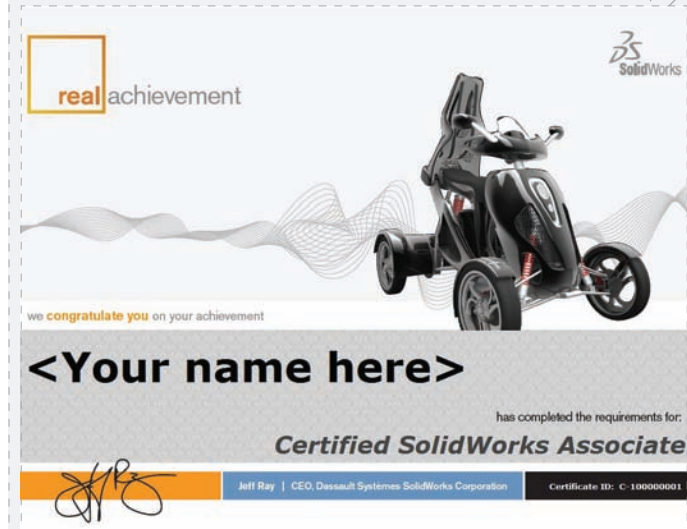 DS
SolidWorks
real achievement
we congratulate you on your achievement
<Your name here>
has completed the requirements for:
Certified SolidWorks Associate
Jeff Ray | CEO, Dassault Systèmes SolidWorks Corporation
Certificate ID: C-100000001